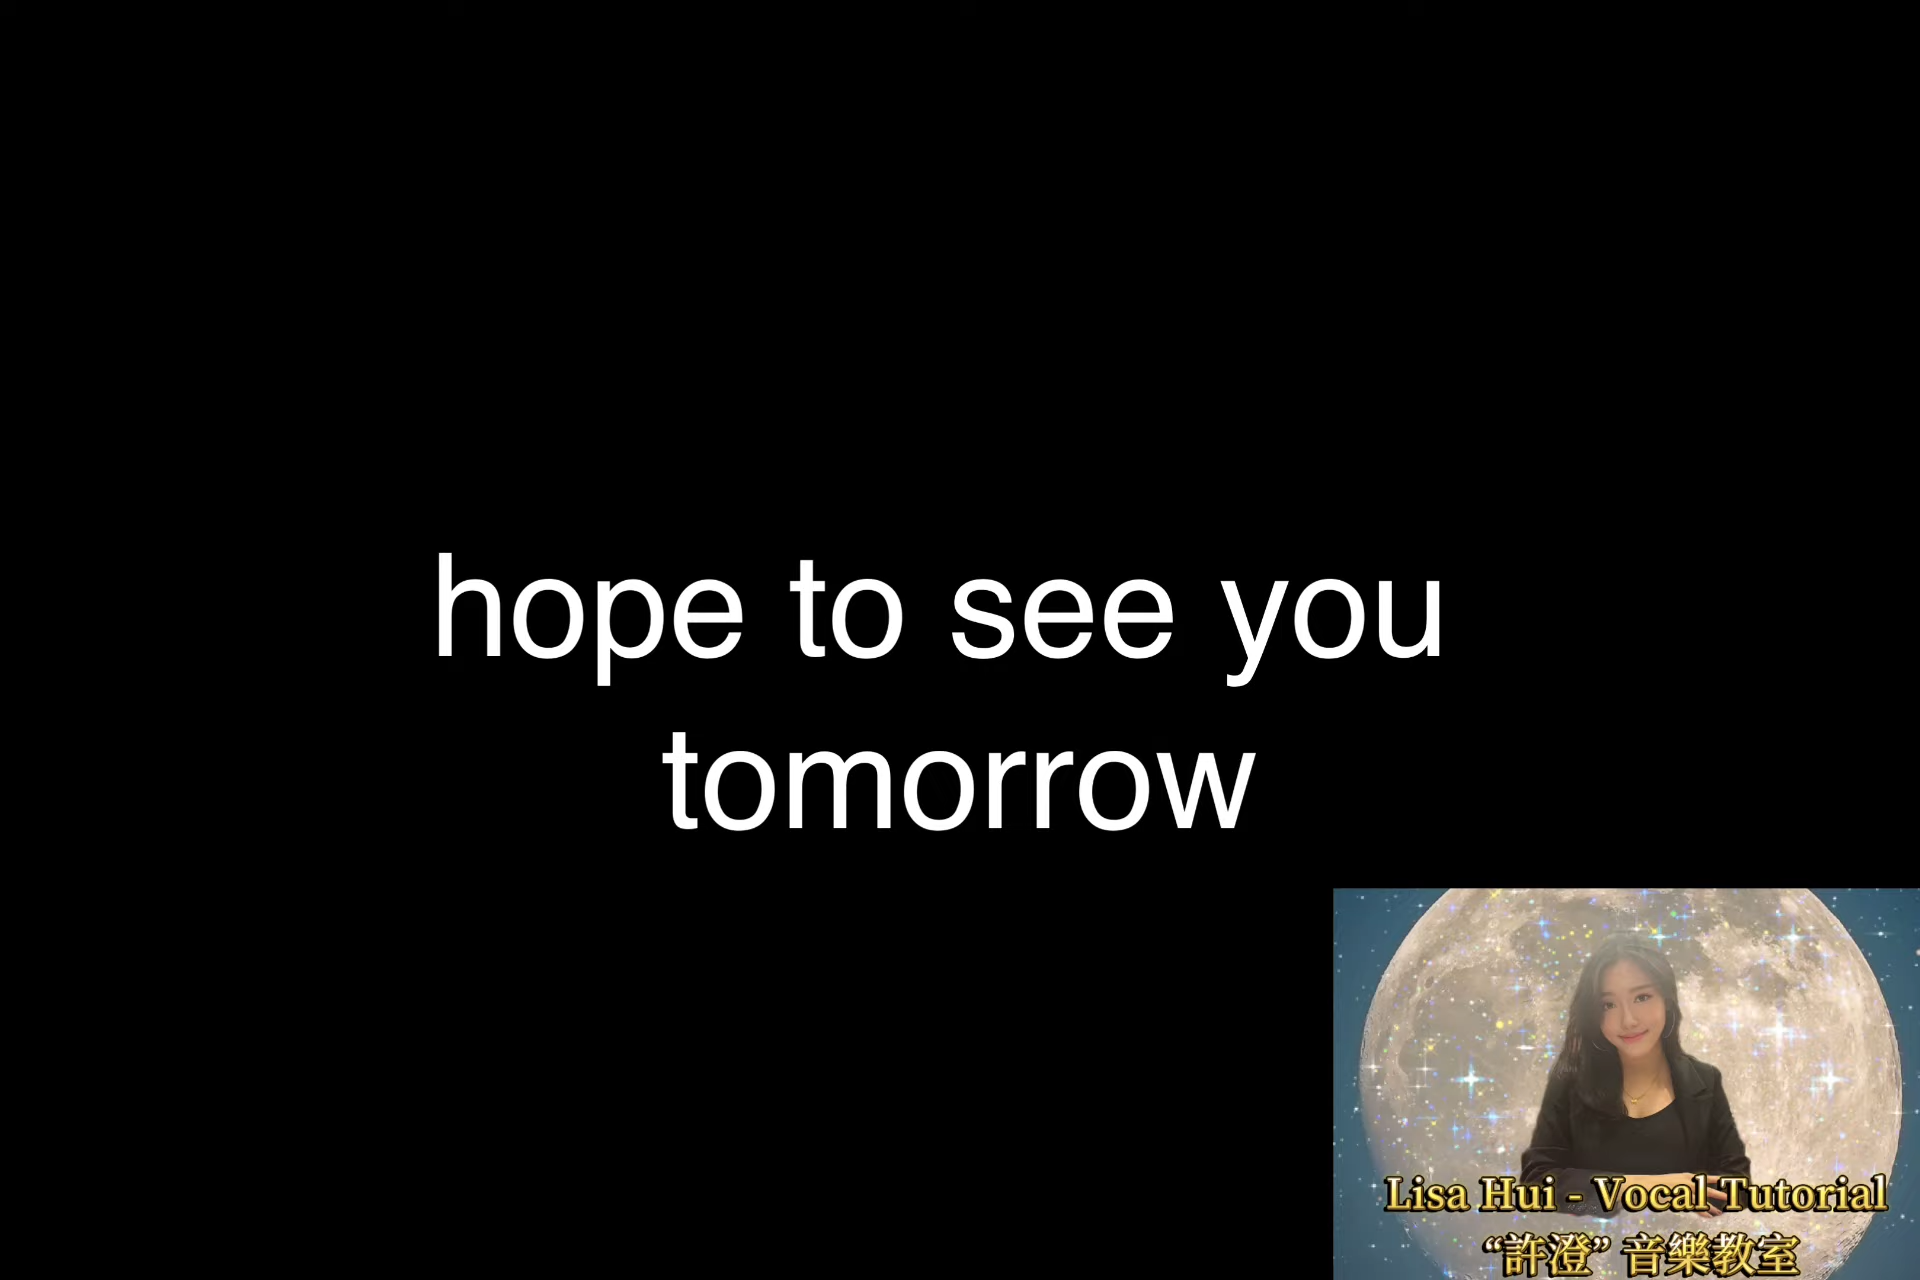 hope to see you
tomorrow
Lisa Hui - Vocal Tutorial
“許澄” 音樂教室